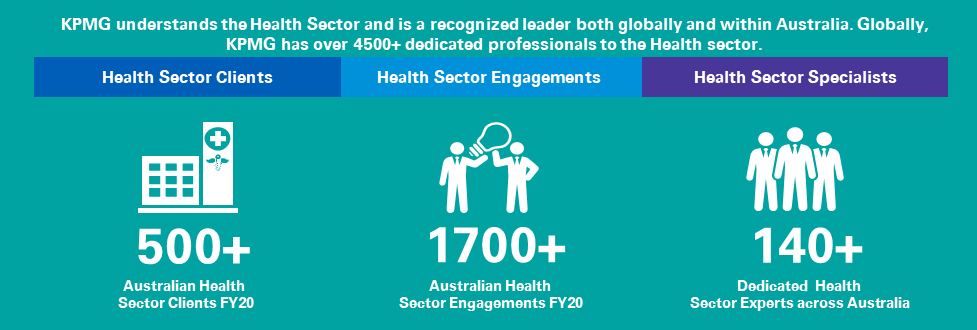 KPMG understands the Health Sector and is a recognized leader both globally and within Australia. Globally,
KPMG has over 4500+ dedicated professionals to the Health sector.
Health Sector Clients
Health Sector Engagements
Health Sector Specialists
500+
1700+
140+
Australian Health
Sector Clients FY20
Australian Health
Sector Engagements FY20
Dedicated Health
Sector Experts across Australia